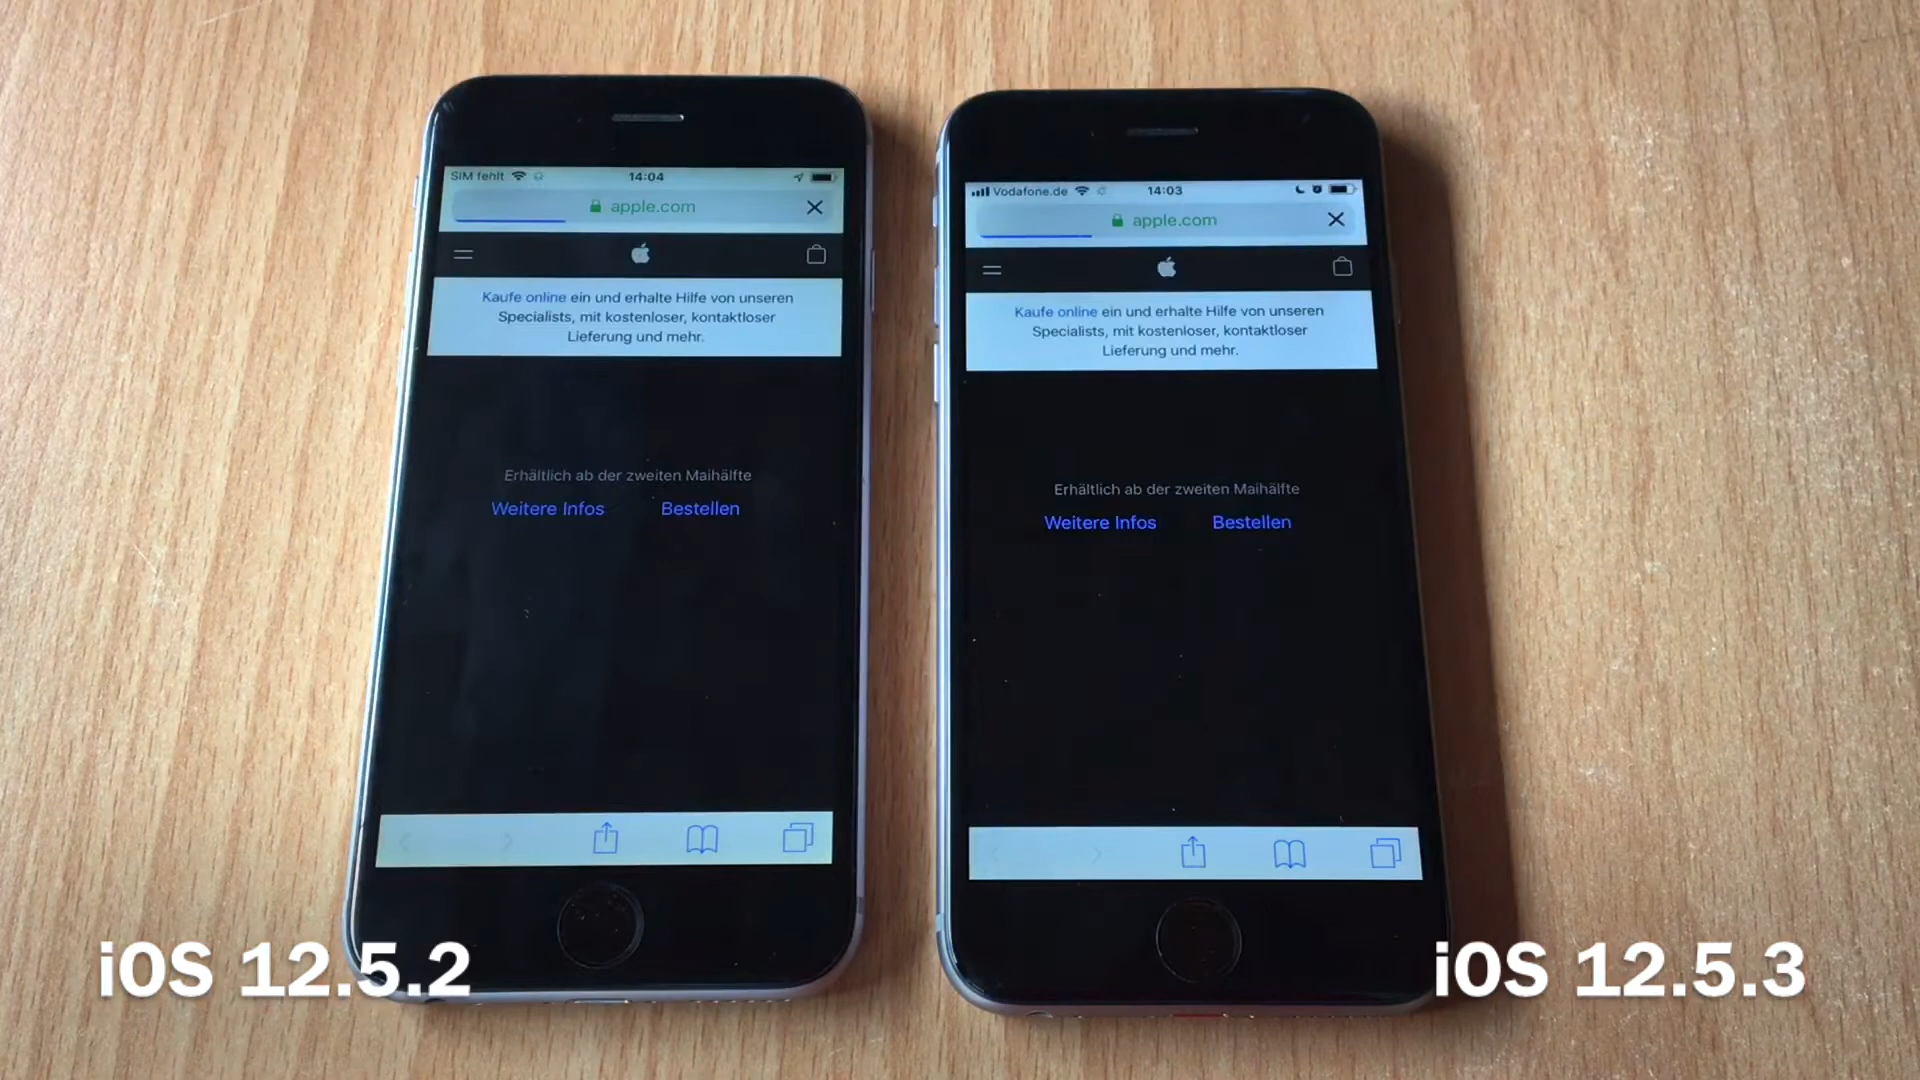 SIM fehlt
14:04
apple.com
Kaufe online ein und erhalte Hilfe von unseren
Specialists, mit kostenloser, kontaktloser
Lieferung und mehr.
Erhältlich ab der zweiten Maihälfte
Weitere Infos
Bestellen
Vodafone.de
14:03
apple.com
Kaufe online ein und erhalte Hilfe von unseren
Specialists, mit kostenloser, kontaktloser
Lieferung und mehr.
Erhältlich ab der zweiten Maihälfte
Weitere Infos
Bestellen
iOS 12.5.2
iOS 12.5.3